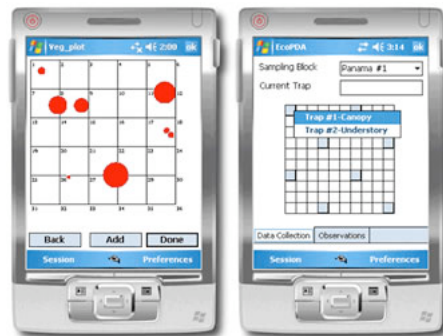 Veg_plot
2:00
ok
Back
Add
Done
Session
Preferences
EcoPDA
3:14
ok
Sampling Block
Panama #1
Current Trap
Trap #1-Canopy
Trap #2-Understory
Data Collection
Observations
Session
Preferences